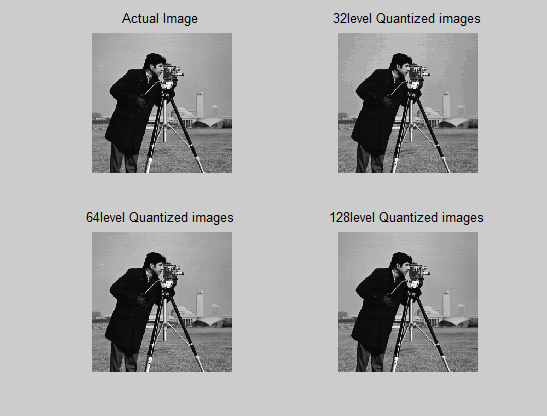 Actual Image
32level Quantized images
64level Quantized images
128level Quantized images